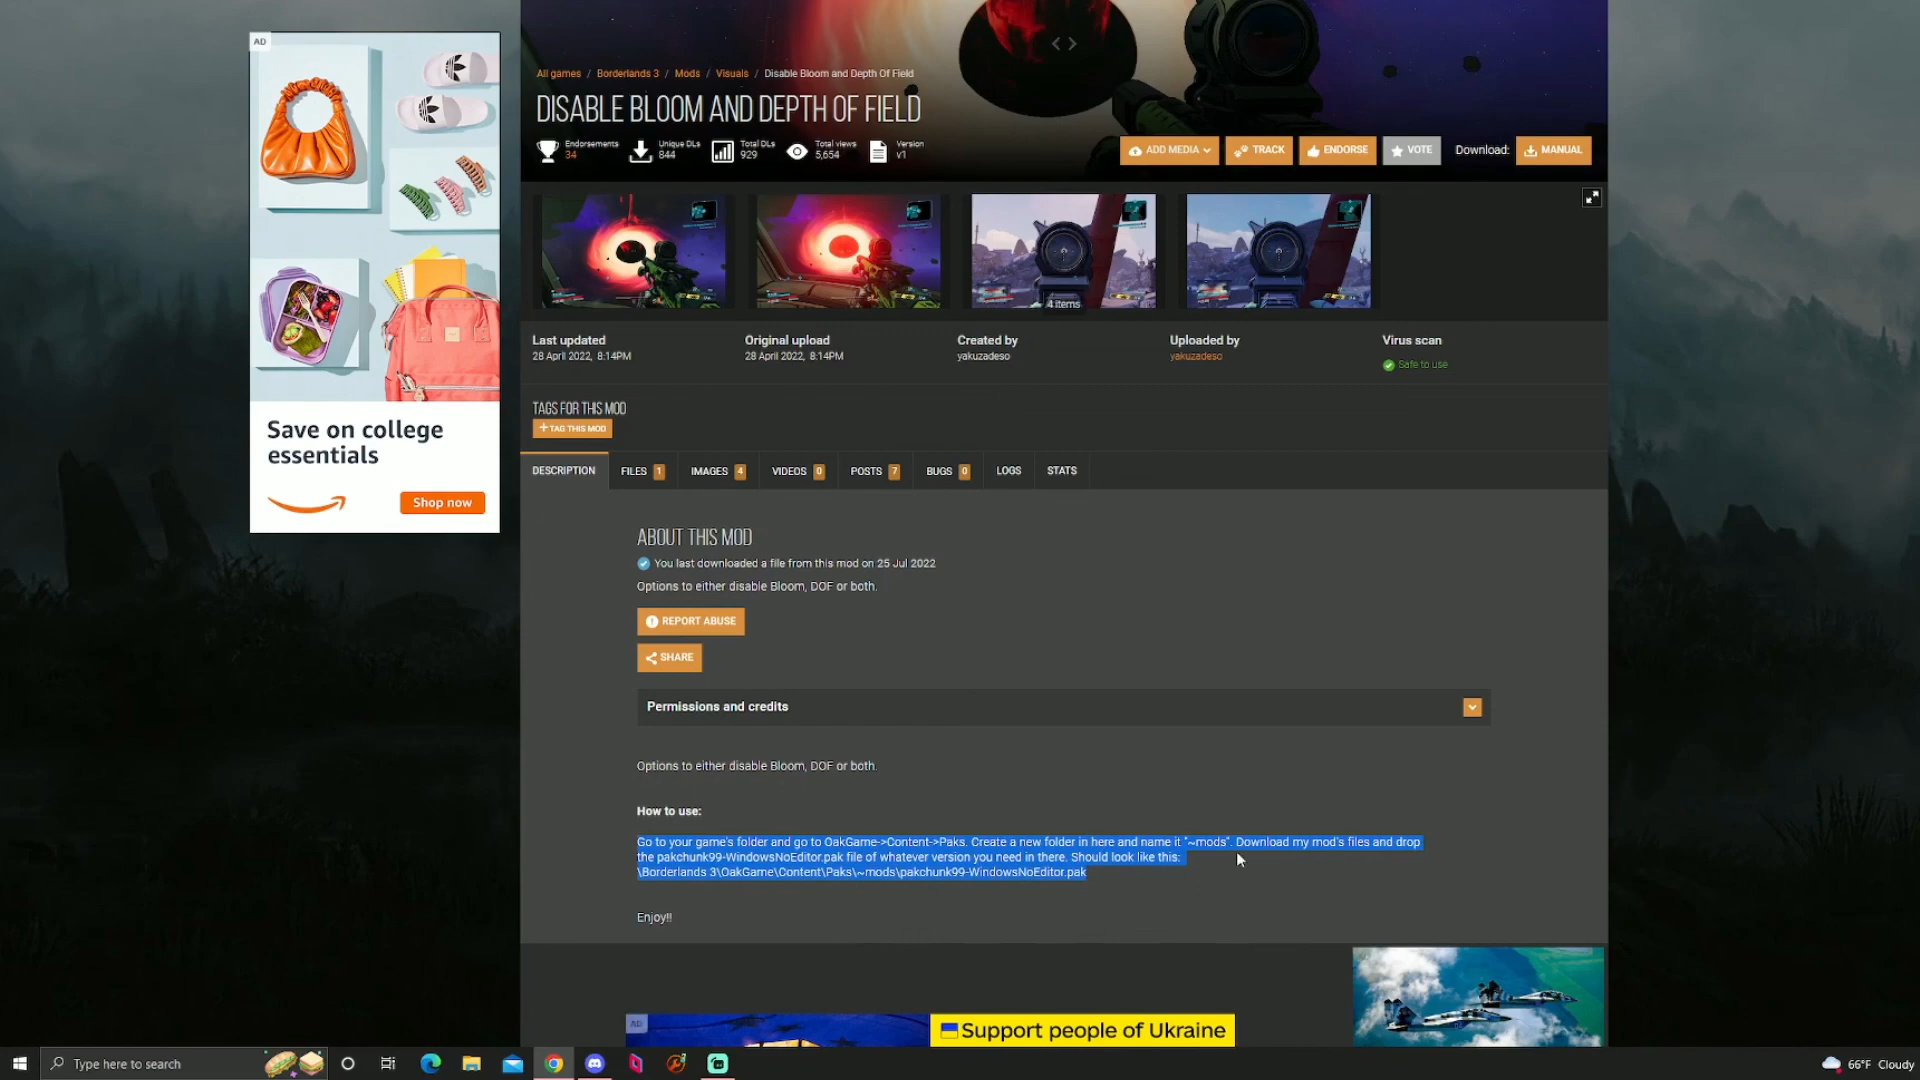 AD
All games / Borderlands 3 / Mods / Visuals / Disable Bloom and Depth Of Field
DISABLE BLOOM AND DEPTH OF FIELD
Endorsements
34
Unique DLs
844
Total DLs
929
Total views
5,654
Version
v1
ADD MEDIA
TRACK
ENDORSE
VOTE
Download:
MANUAL
4 items
Last updated
28 April 2022, 8:14PM
Original upload
28 April 2022, 8:14PM
Created by
yakuzadeso
Uploaded by
yakuzadeso
Virus scan
Safe to use
TAGS FOR THIS MOD
+ TAG THIS MOD
Save on college
essentials
Shop now
DESCRIPTION
FILES 1
IMAGES 4
VIDEOS 0
POSTS 7
BUGS 0
LOGS
STATS
ABOUT THIS MOD
You last downloaded a file from this mod on 25 Jul 2022
Options to either disable Bloom, DOF or both.
REPORT ABUSE
SHARE
Permissions and credits
Options to either disable Bloom, DOF or both.
How to use:
Go to your game's folder and go to OakGame->Content->Paks. Create a new folder in here and name it "~mods". Download my mod's files and drop
the pakchunk99-WindowsNoEditor.pak file of whatever version you need in there. Should look like this:
\Borderlands 3\OakGame\Content\Paks\~mods\pakchunk99-WindowsNoEditor.pak
Enjoy!!
AD
Support people of Ukraine
Type here to search
66°F Cloudy